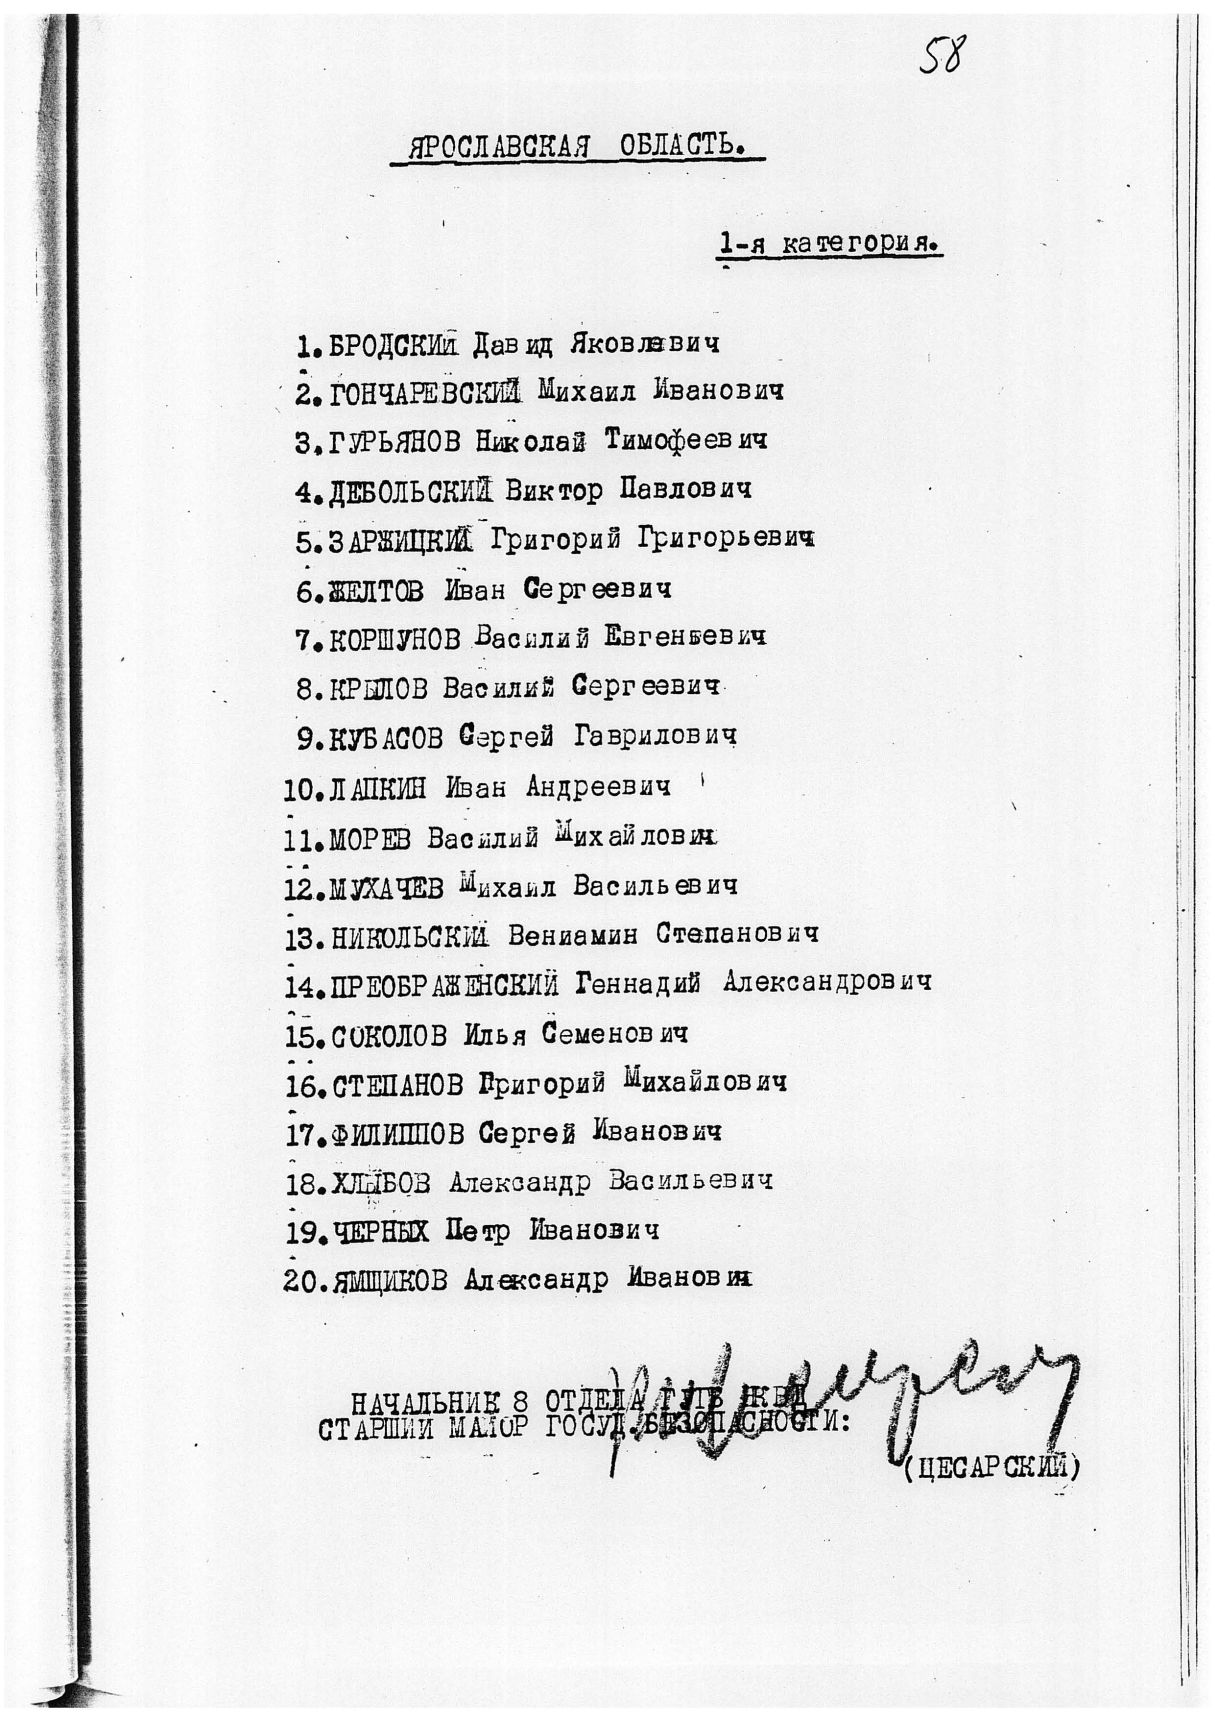 58
ЯРОСЛАВСКАЯ ОБЛАСТЬ.
1-я категория.
1.БРОДСКИЙ Давид Яковлевич
2.ГОНЧАРЕВСКИЙ Михаил Иванович
3.ГУРЬЯНОВ Николай Тимофеевич
4.ДЕБОЛЬСКИЙ Виктор Павлович
5.ЗАРЖИЦКИЙ Григорий Григорьевич
6.ЖЕЛТОВ Иван Сергеевич
7.КОРШУНОВ Василий Евгеньевич
8.КРЫЛОВ Василий Сергеевич
9.КУБАСОВ Сергей Гаврилович
10.ЛАПКИН Иван Андреевич
11.МОРЕВ Василий Михайлович
12.МУХАЧЕВ Михаил Васильевич
13.НИКОЛЬСКИЙ Вениамин Степанович
14.ПРЕОБРАЖЕНСКИЙ Геннадий Александрович
15.СОКОЛОВ Илья Семенович
16.СТЕПАНОВ Григорий Михайлович
17.ФИЛИППОВ Сергей Иванович
18.ХЛЫБОВ Александр Васильевич
19.ЧЕРНЫХ Петр Иванович
20.ЯМЩИКОВ Александр Иванович
НАЧАЛЬНИК 8 ОТДЕЛА ГУГБ НКВД
СТАРШИЙ МАЙОР ГОСУД.БЕЗОПАСНОСТИ:
(ЦЕСАРСКИЙ)